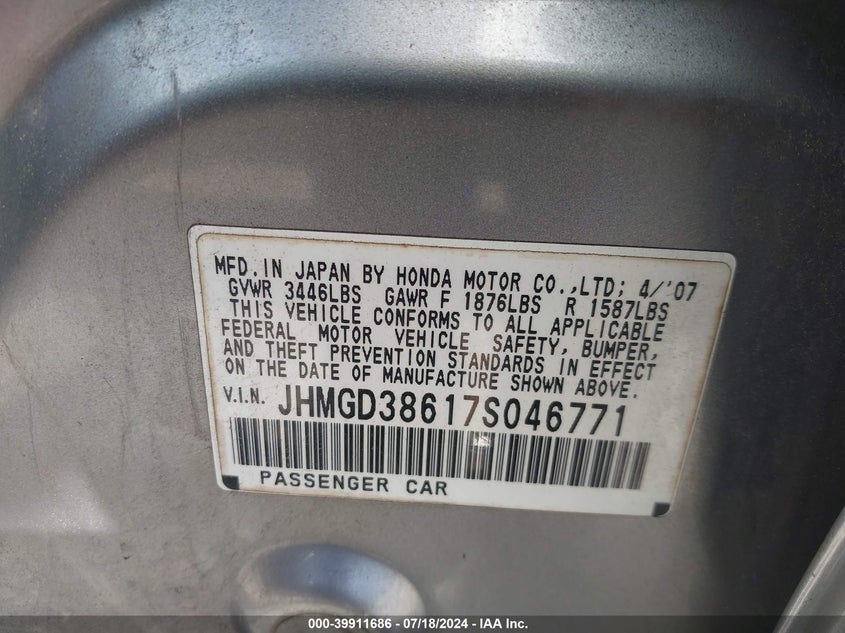 MFD.IN JAPAN BY HONDA MOTOR CO.,LTD; 4/'07
GVWR 3446LBS GAWR F 1876LBS R 1587LBS
THIS VEHICLE CONFORMS TO ALL APPLICABLE
FEDERAL MOTOR VEHICLE SAFETY, BUMPER,
AND THEFT PREVENTION STANDARDS IN EFFECT
ON THE DATE OF MANUFACTURE SHOWN ABOVE.
V.I.N. JHMGD38617S046771
PASSENGER CAR
000-39911686 - 07/18/2024 - IAA Inc.